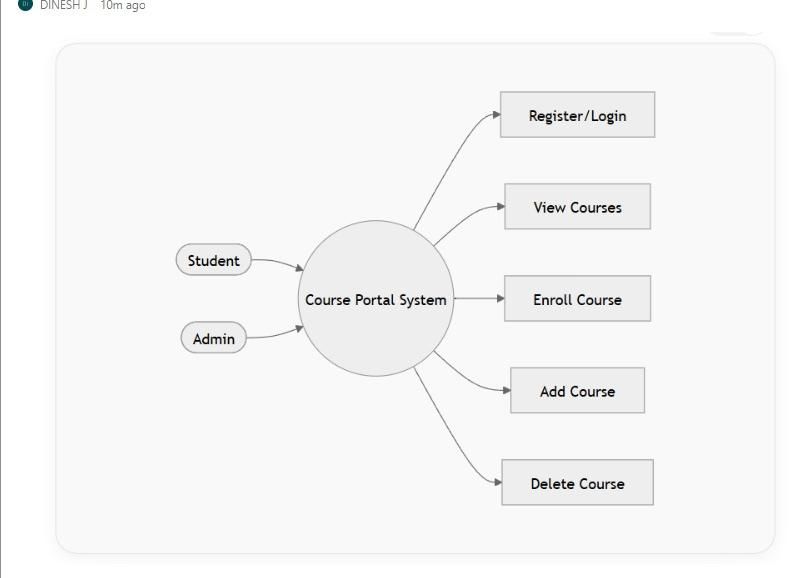 DINESH J 10m ago
Register/Login
View Courses
Student
Enroll Course
Course Portal System
Admin
Add Course
Delete Course